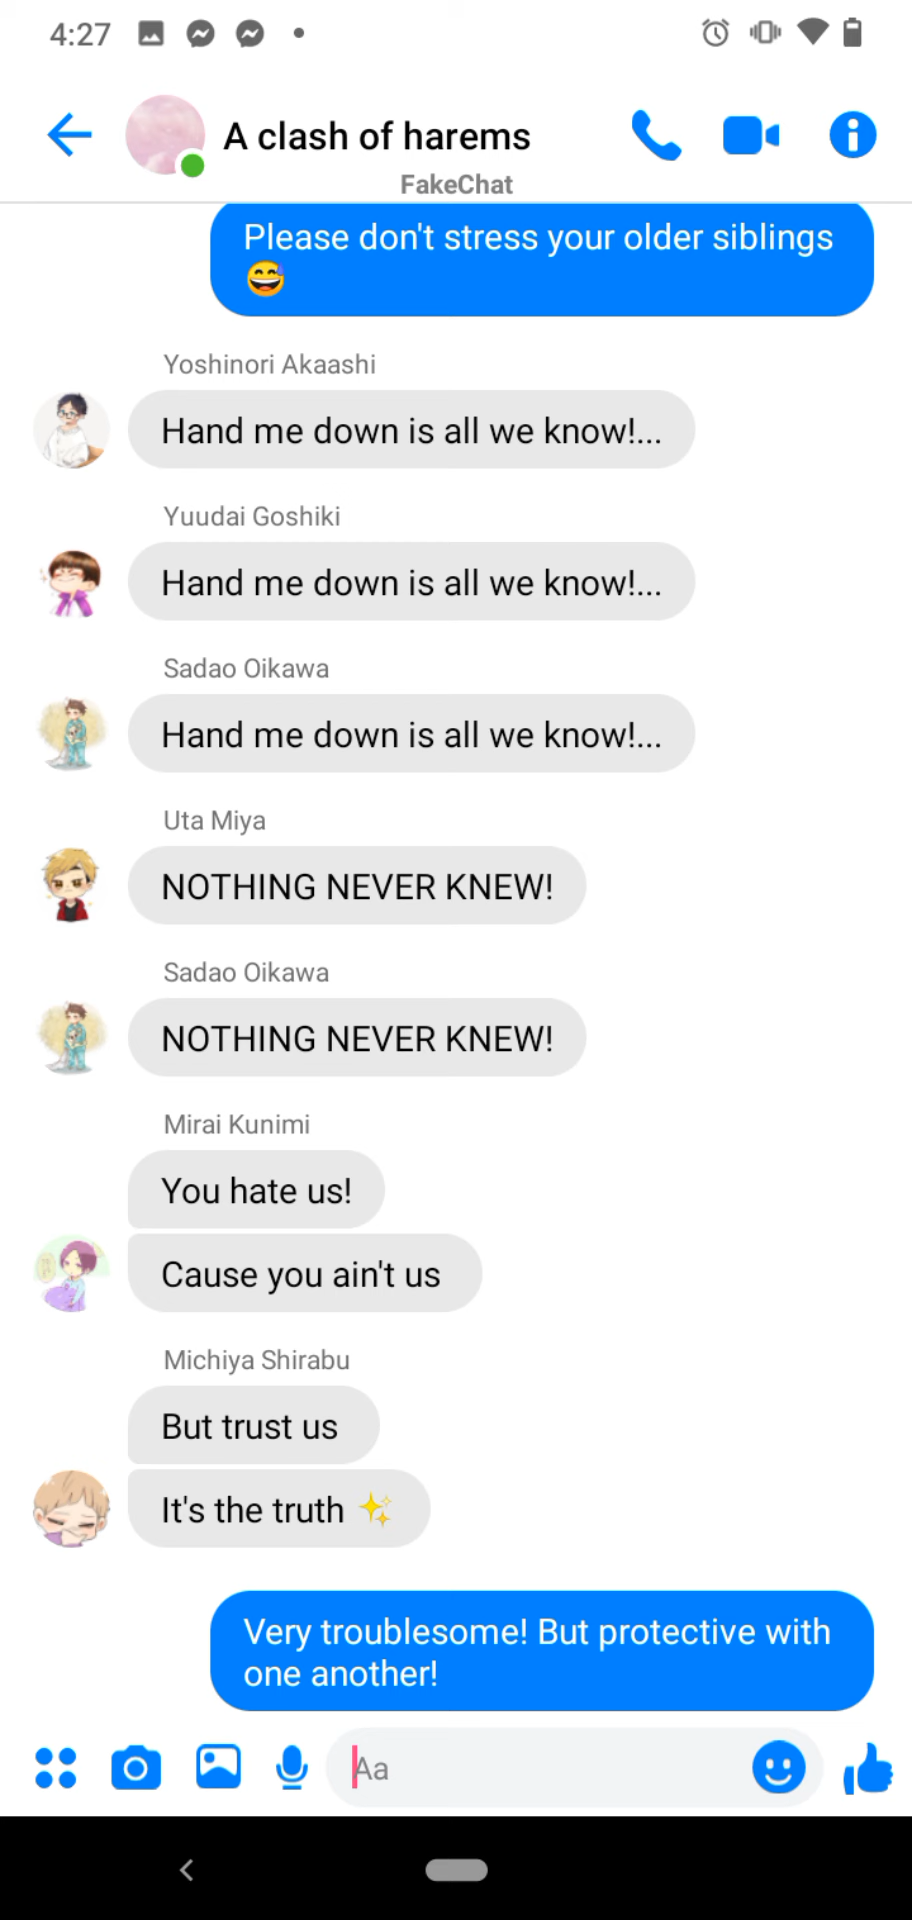 4:27
A clash of harems
FakeChat
Please don't stress your older siblings
😅
Yoshinori Akaashi
Hand me down is all we know!...
Yuudai Goshiki
Hand me down is all we know!...
Sadao Oikawa
Hand me down is all we know!...
Uta Miya
NOTHING NEVER KNEW!
Sadao Oikawa
NOTHING NEVER KNEW!
Mirai Kunimi
You hate us!
Cause you ain't us
Michiya Shirabu
But trust us
It's the truth ✨
Very troublesome! But protective with
one another!
Aa